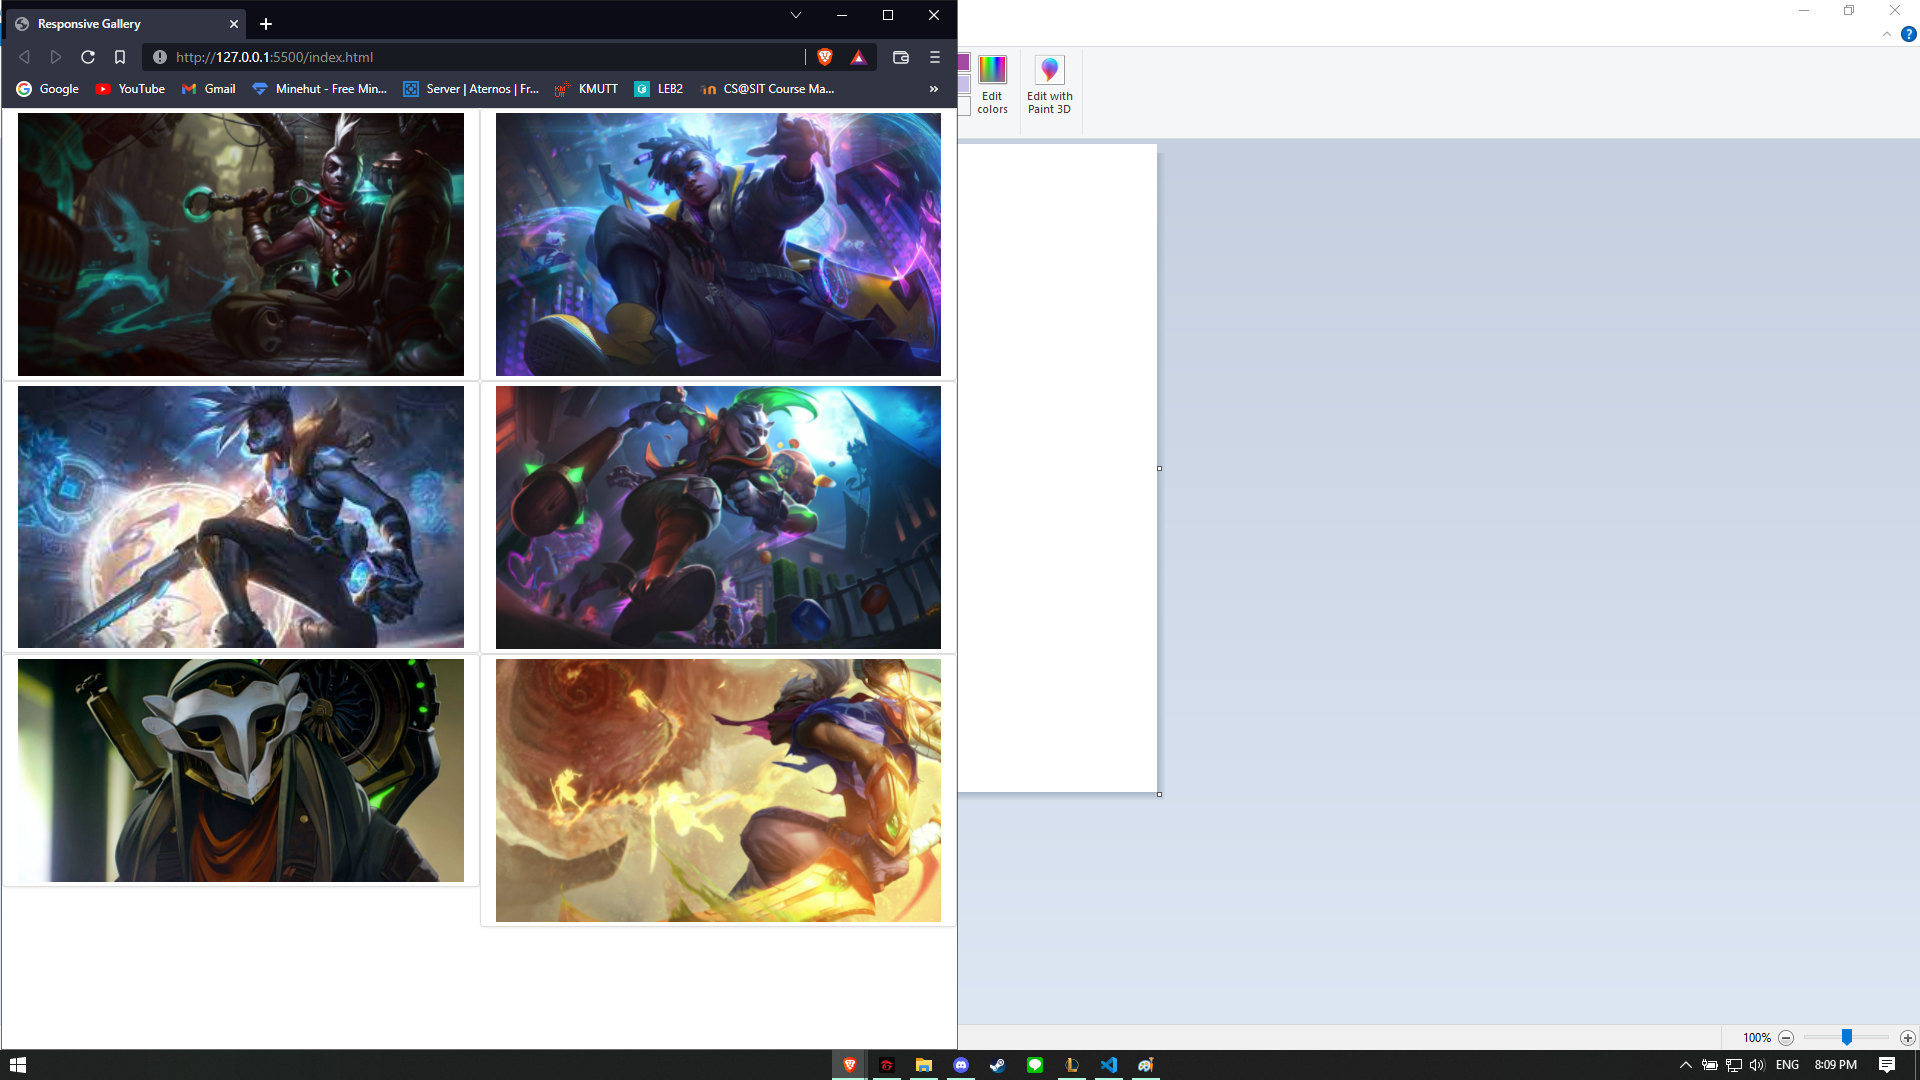 Responsive Gallery
http://127.0.0.1:5500/index.html
Google YouTube Gmail Minehut - Free Min... Server | Aternos | Fr... KMUTT LEB2 CS@SIT Course Ma... »
Edit colors
Edit with Paint 3D
100%
ENG 8:09 PM